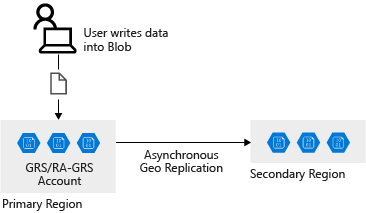 User writes data
into Blob
GRS/RA-GRS
Account
Primary Region
Asynchronous
Geo Replication
Secondary Region